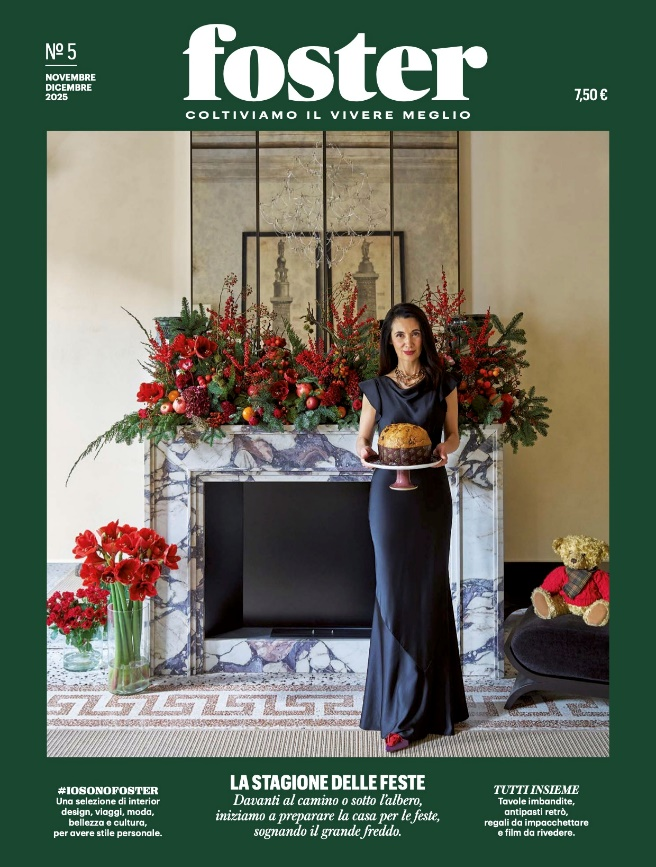 Nº 5
NOVEMBRE
DICEMBRE
2025
foster
COLTIVIAMO IL VIVERE MEGLIO
7,50 €
#IOSONOFOSTER
Una selezione di interior
design, viaggi, moda,
bellezza e cultura,
per avere stile personale.
LA STAGIONE DELLE FESTE
Davanti al camino o sotto l'albero,
iniziamo a preparare la casa per le feste,
sognando il grande freddo.
TUTTI INSIEME
Tavole imbandite,
antipasti retrò,
regali da impacchettare
e film da rivedere.